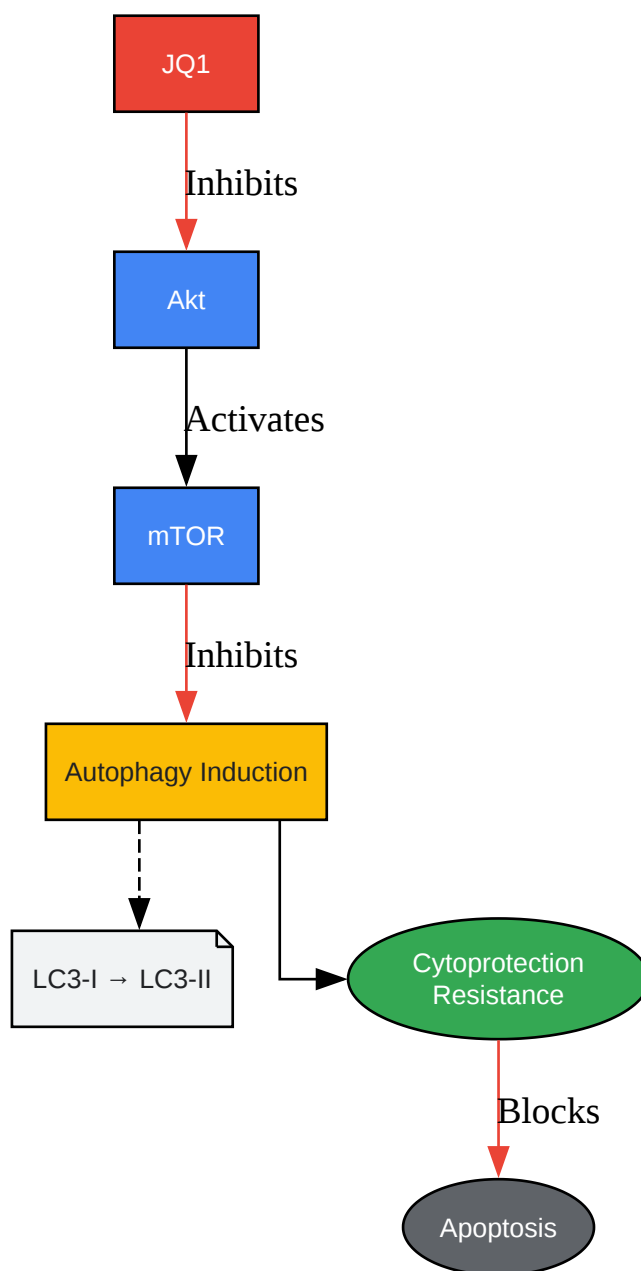 JQ1
Inhibits
Akt
Activates
mTOR
Inhibits
Autophagy Induction
LC3-I → LC3-II
Cytoprotection
Resistance
Blocks
Apoptosis